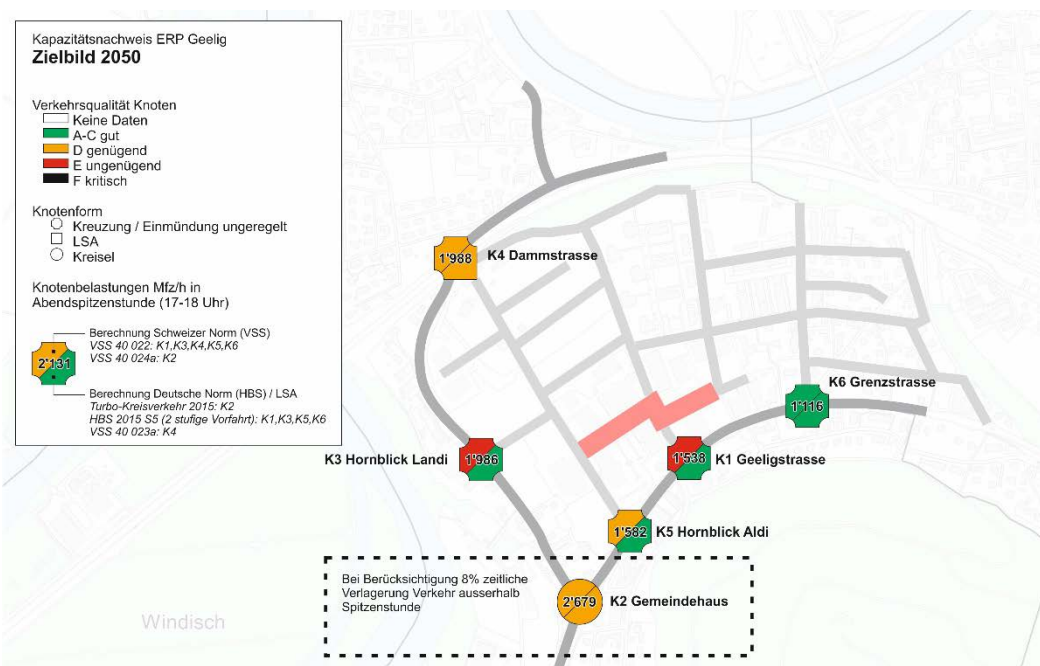 Kapazitätsnachweis ERP Geelig
Zielbild 2050
Verkehrsqualität Knoten
Keine Daten
A-C gut
D genügend
E ungenügend
F kritisch
Knotenform
Kreuzung / Einmündung ungeregelt
LSA
Kreisel
Knotenbelastungen Mfz/h in
Abendspitzenstunde (17-18 Uhr)
Berechnung Schweizer Norm (VSS)
VSS 40 022: K1,K3,K4,K5,K6
VSS 40 024a: K2
2'131
Berechnung Deutsche Norm (HBS) / LSA
Turbo-Kreisverkehr 2015: K2
HBS 2015 S5 (2 stufige Vorfahrt): K1,K3,K5,K6
VSS 40 023a: K4
1'988
K4 Dammstrasse
K6 Grenzstrasse
1'116
K3 Hornblick Landi
1'986
1'538
K1 Geeligstrasse
1'582
K5 Hornblick Aldi
Bei Berücksichtigung 8% zeitliche
Verlagerung Verkehr ausserhalb
Spitzenstunde
2'679
K2 Gemeindehaus
Windisch